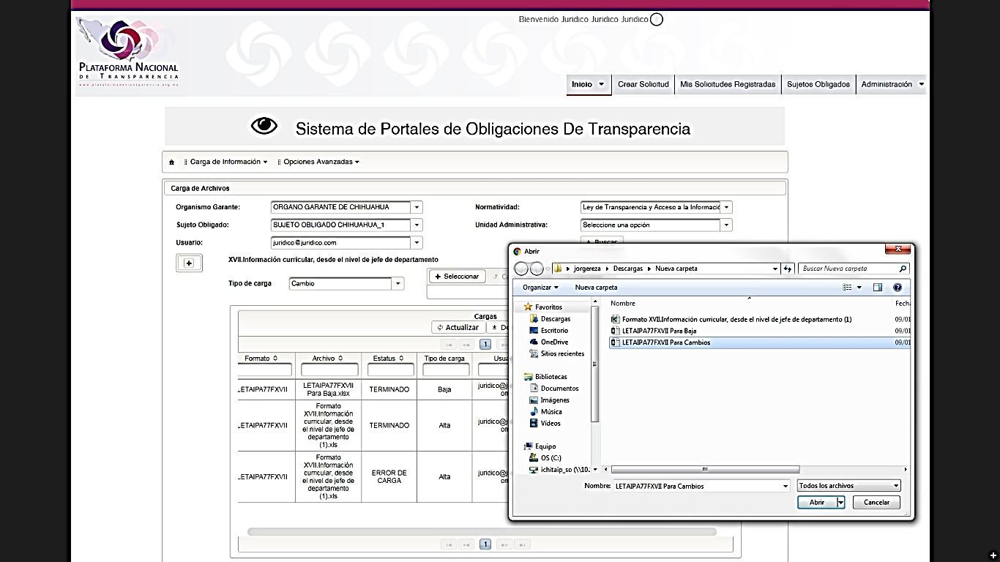 Bienvenido Juridico Juridico Juridico
PLATAFORMA NACIONAL
DE TRANSPARENCIA
www.plataformadetransparencia.org.mx
Inicio
Crear Solicitud
Mis Solicitudes Registradas
Sujetos Obligados
Administración
Sistema de Portales de Obligaciones De Transparencia
Carga de Información
Opciones Avanzadas
Carga de Archivos
Organismo Garante:
ORGANO GARANTE DE CHIHUAHUA
Normatividad:
Ley de Transparencia y Acceso a la Informació
Sujeto Obligado:
SUJETO OBLIGADO CHIHUAHUA_1
Unidad Administrativa:
Seleccione una opción
Usuario:
juridico@juridico.com
Buscar
XVII.Información curricular, desde el nivel de jefe de departamento
Tipo de carga
Cambio
Seleccionar
Cargas
Actualizar
1
Formato
Archivo
Estatus
Tipo de carga
LETAIPA77FXVII
LETAIPA77FXVII
Para Baja.xlsx
TERMINADO
Baja
juridico@j
om
LETAIPA77FXVII
Formato
XVII.Información
curricular, desde
el nivel de jefe de
departamento
(1).xls
TERMINADO
Alta
juridico@j
om
LETAIPA77FXVII
Formato
XVII.Información
curricular, desde
el nivel de jefe de
departamento
(1).xls
ERROR DE
CARGA
Alta
juridico@j
om
1
Abrir
jorgereza
Descargas
Nueva carpeta
Buscar Nueva carpeta
Organizar
Nueva carpeta
Favoritos
Descargas
Escritorio
OneDrive
Sitios recientes
Bibliotecas
Documentos
Imágenes
Música
Vídeos
Equipo
OS (C:)
ichitaip_so (\\10.
Nombre
Fecha
Formato XVII.Información curricular, desde el nivel de jefe de departamento (1)
09/01
LETAIPA77FXVII Para Baja
09/01
LETAIPA77FXVII Para Cambios
09/01
Nombre:
LETAIPA77FXVII Para Cambios
Todos los archivos
Abrir
Cancelar